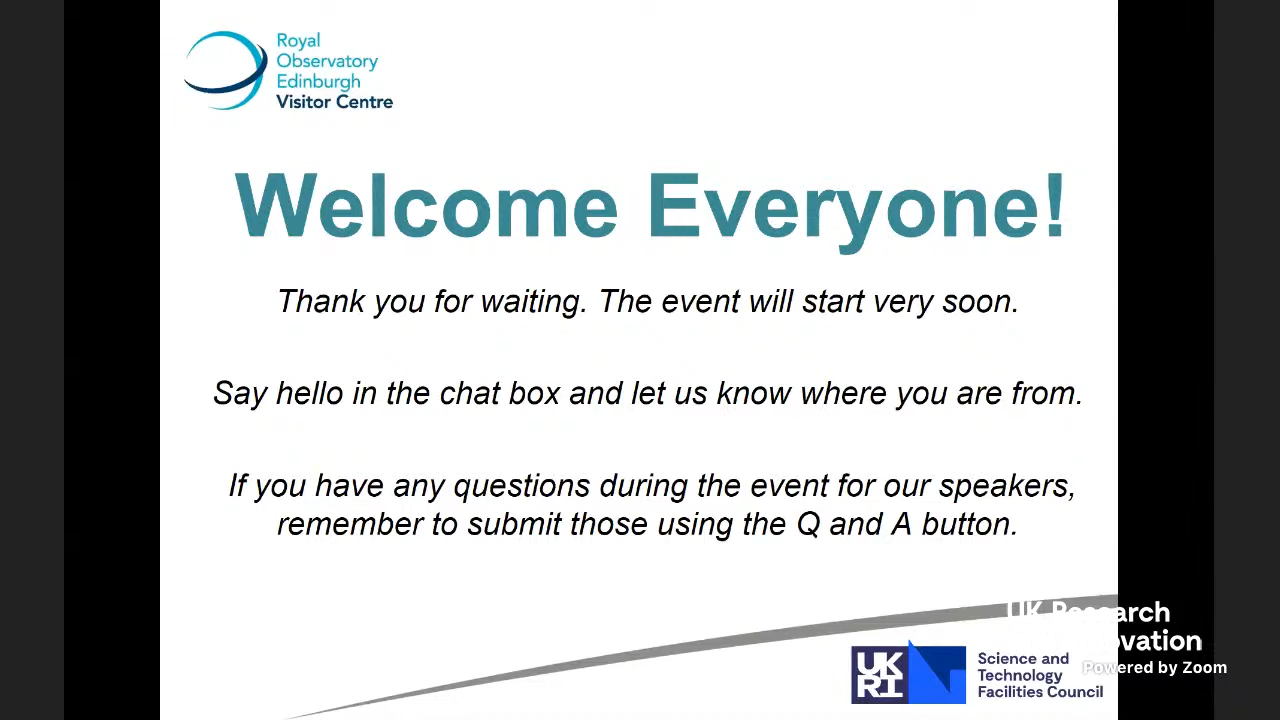 Royal
Observatory
Edinburgh
Visitor Centre
Welcome Everyone!
Thank you for waiting. The event will start very soon.
Say hello in the chat box and let us know where you are from.
If you have any questions during the event for our speakers,
remember to submit those using the Q and A button.
UK Research
Powered by Zoom
UK
RI
Science and
Technology
Facilities Council